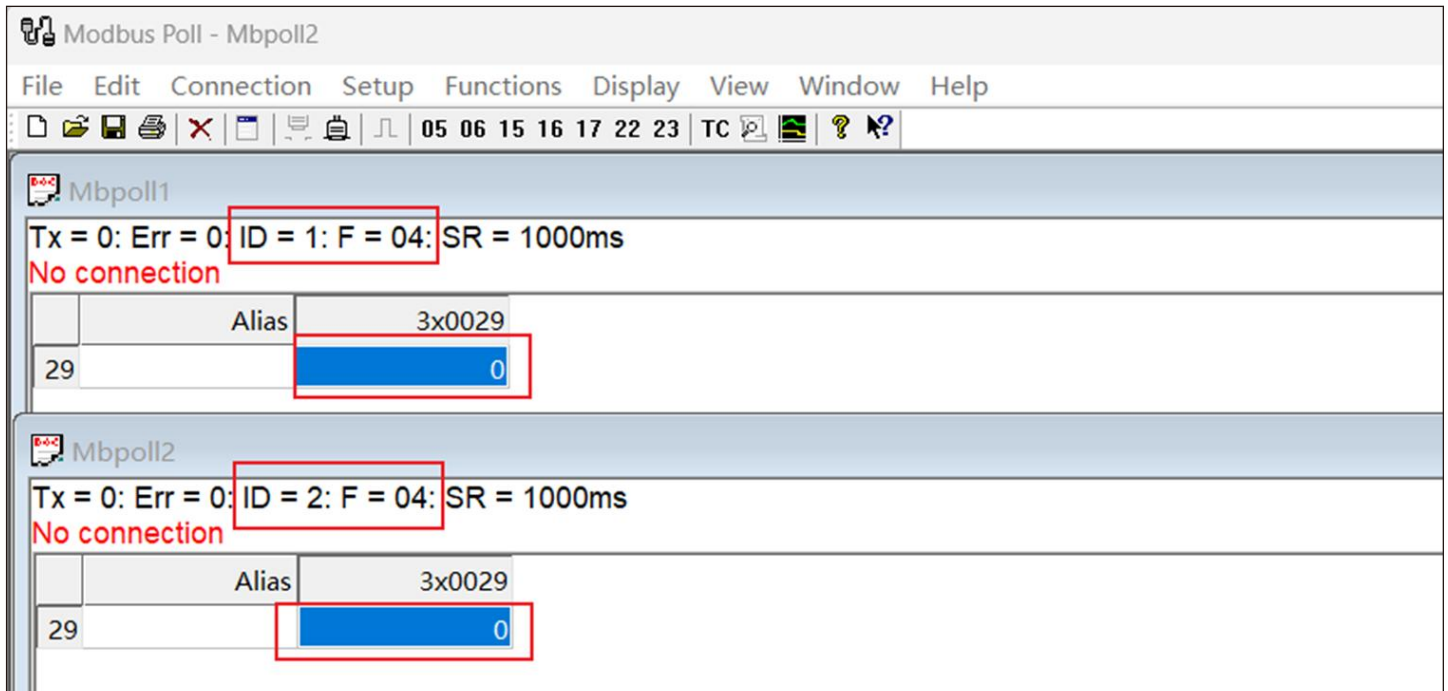 Modbus Poll - Mbpoll2
File Edit Connection Setup Functions Display View Window Help
05 06 15 16 17 22 23 TC
Mbpoll1
Tx = 0: Err = 0: ID = 1: F = 04: SR = 1000ms
No connection
Alias 3x0029
29 0
Mbpoll2
Tx = 0: Err = 0: ID = 2: F = 04: SR = 1000ms
No connection
Alias 3x0029
29 0